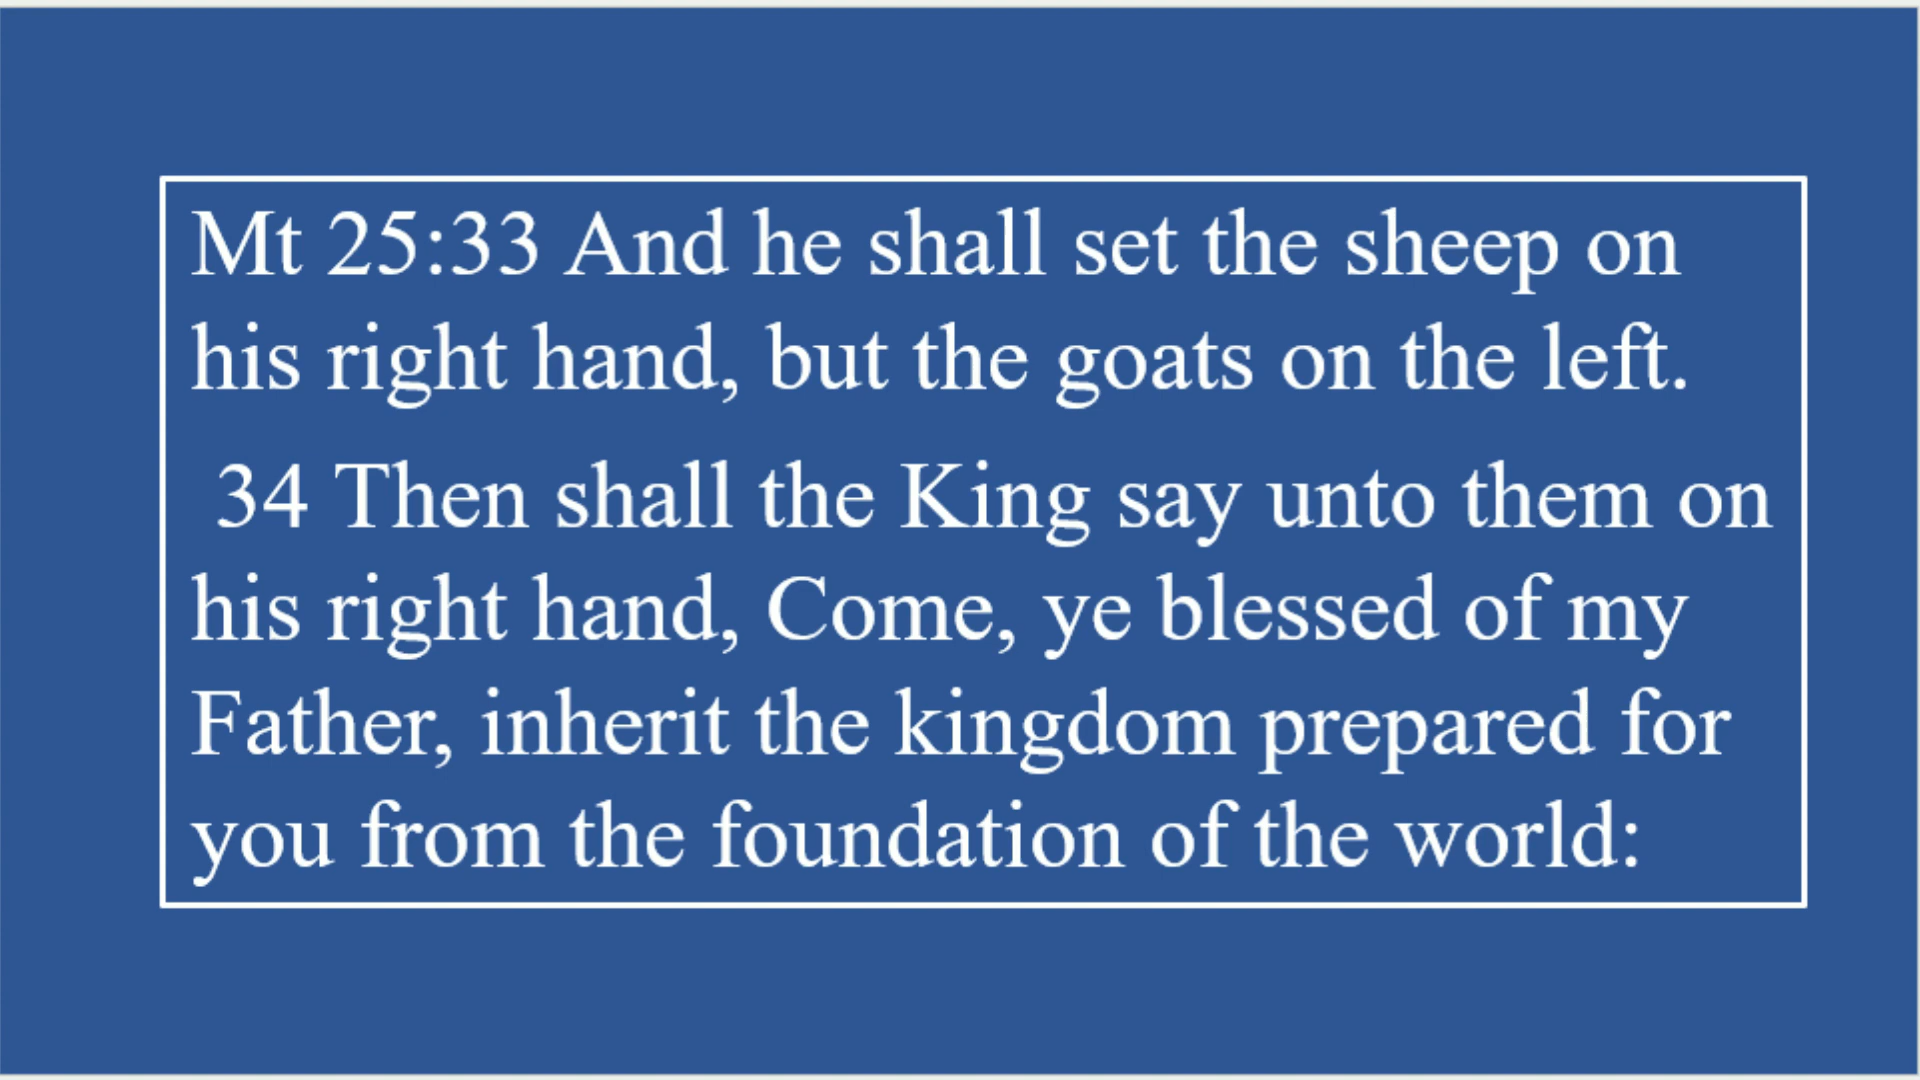 Mt 25:33 And he shall set the sheep on
his right hand, but the goats on the left.
34 Then shall the King say unto them on
his right hand, Come, ye blessed of my
Father, inherit the kingdom prepared for
you from the foundation of the world: